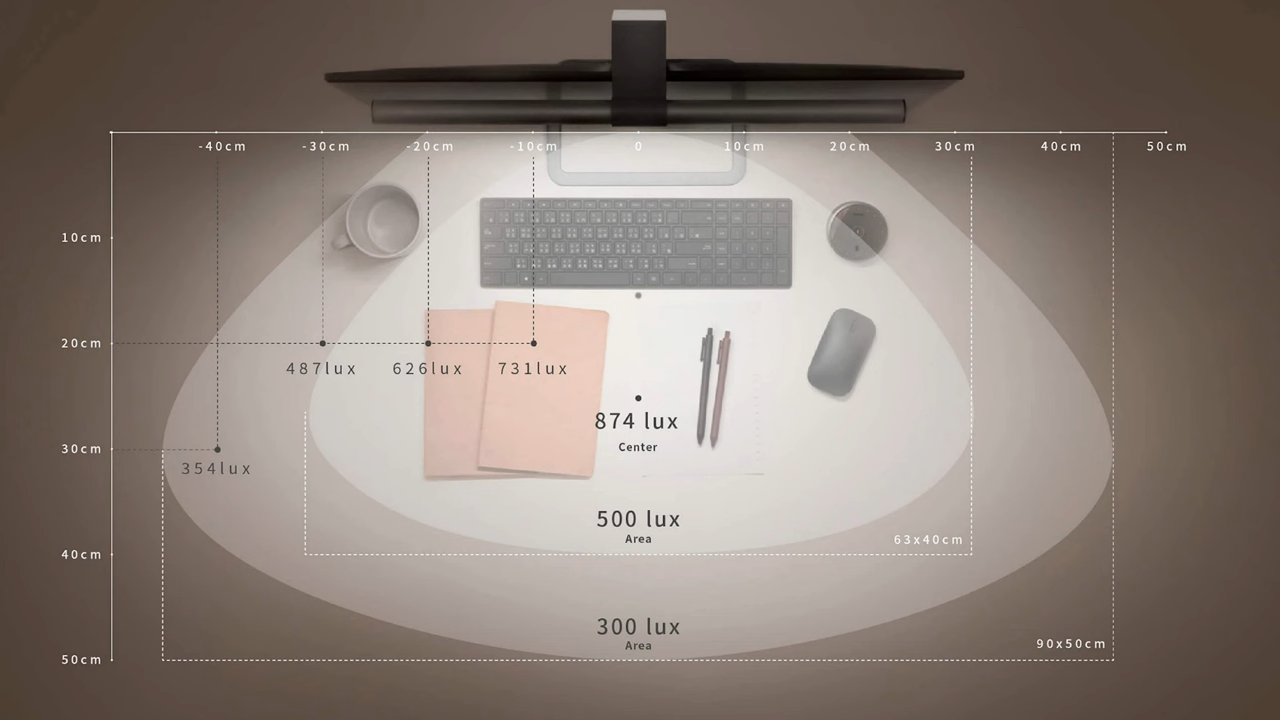 -40cm -30cm -20cm -10cm 0 10cm 20cm 30cm 40cm 50cm
10cm
20cm
487lux 626lux 731lux
874 lux
Center
30cm
354lux
500 lux
Area
63x40cm
40cm
300 lux
Area
90x50cm
50cm